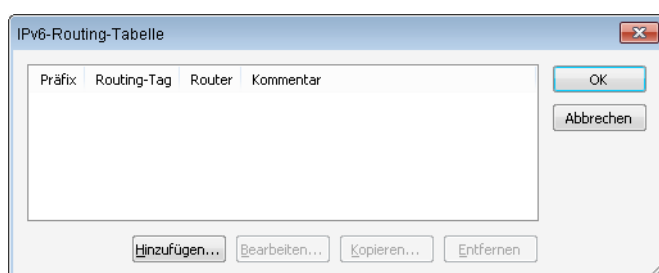 IPv6-Routing-Tabelle
Präfix Routing-Tag Router Kommentar
OK
Abbrechen
Hinzufügen... Bearbeiten... Kopieren... Entfernen